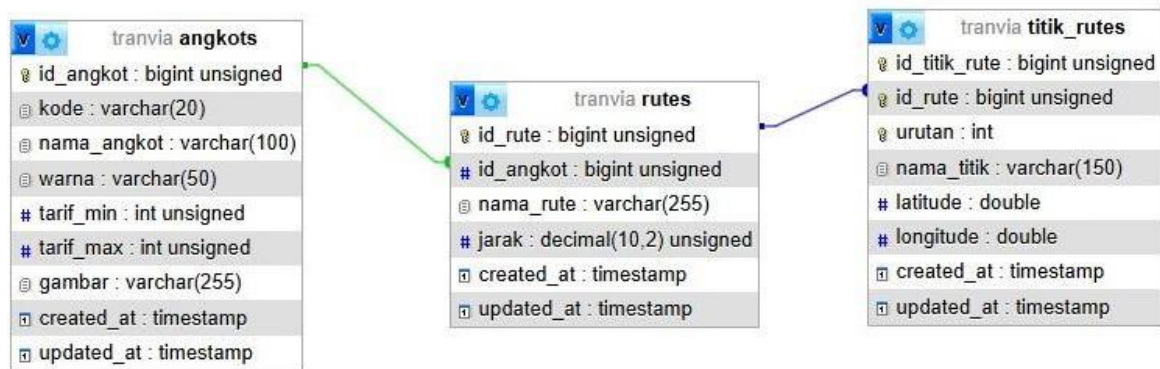 tranvia angkots
id_angkot : bigint unsigned
kode : varchar(20)
nama_angkot : varchar(100)
warna : varchar(50)
# tarif_min : int unsigned
# tarif_max : int unsigned
gambar : varchar(255)
created_at : timestamp
updated_at : timestamp
tranvia rutes
id_rute : bigint unsigned
# id_angkot : bigint unsigned
nama_rute : varchar(255)
# jarak : decimal(10,2) unsigned
created_at : timestamp
updated_at : timestamp
tranvia titik_rutes
id_titik_rute : bigint unsigned
id_rute : bigint unsigned
urutan : int
nama_titik : varchar(150)
# latitude : double
# longitude : double
created_at : timestamp
updated_at : timestamp